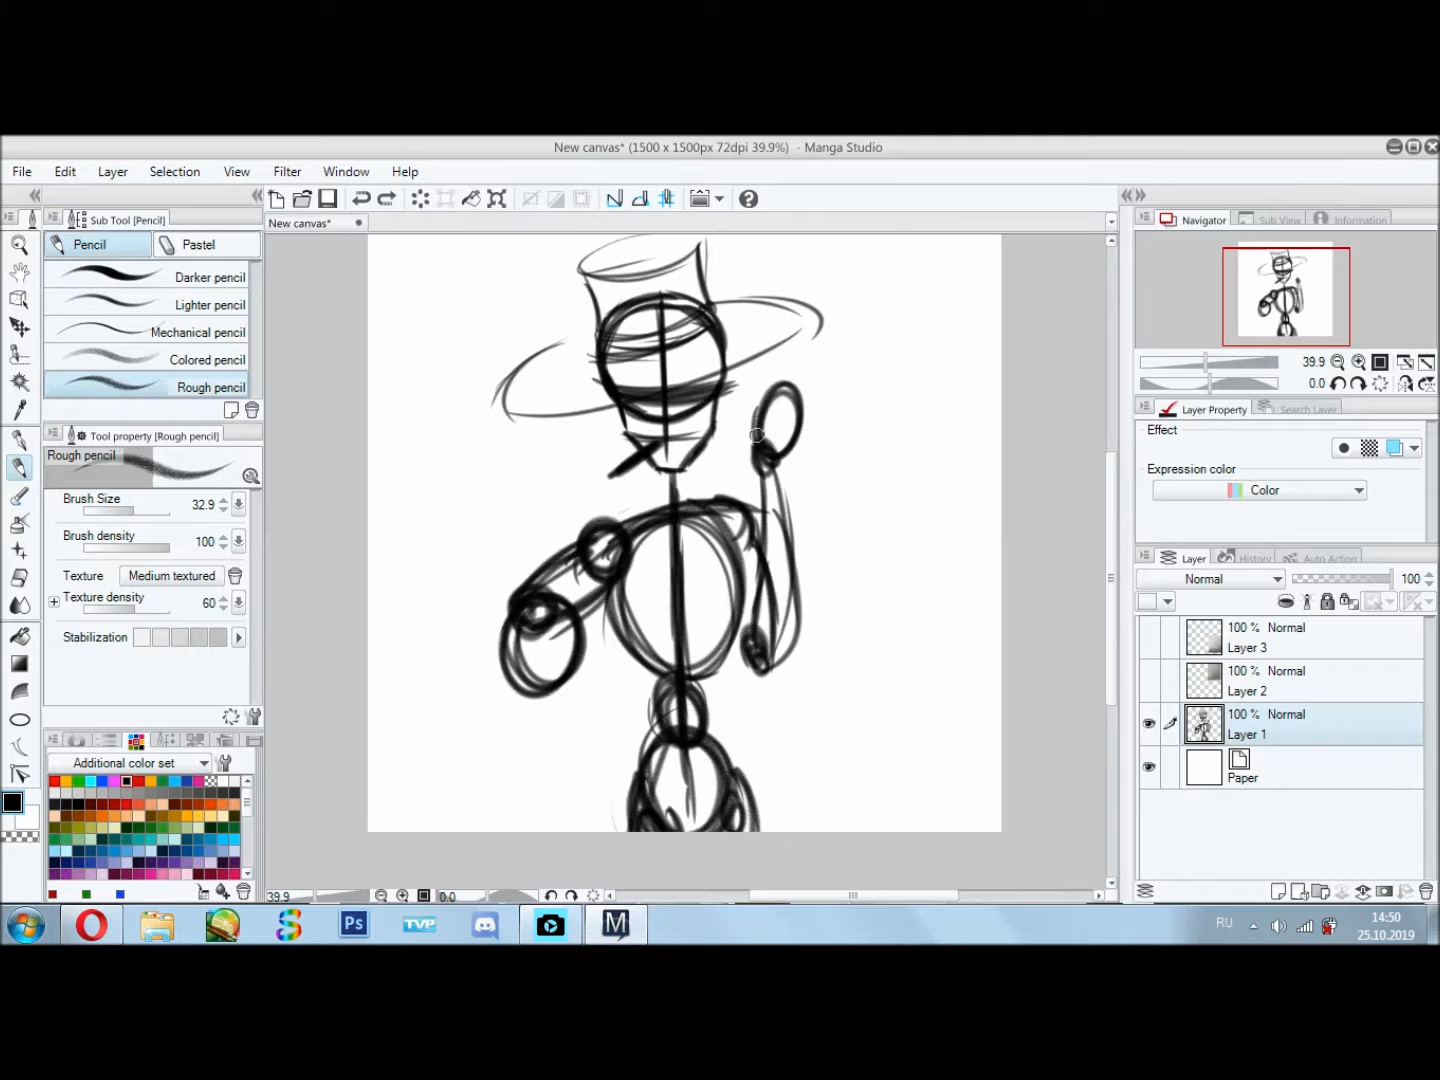 New canvas* (1500 x 1500px 72dpi 39.9%) - Manga Studio
File Edit Layer Selection View Filter Window Help
Sub Tool [Pencil]
New canvas*
Navigator Sub View Information
Pencil Pastel
Darker pencil
Lighter pencil
Mechanical pencil
Colored pencil
Rough pencil
39.9
0.0
Layer Property Search Layer
Effect
Tool property [Rough pencil]
Rough pencil
Expression color
Color
Brush Size 32.9
Brush density 100
Texture Medium textured
Texture density 60
Stabilization
Layer History Auto Action
Normal 100
100 % Normal
Layer 3
100 % Normal
Layer 2
100 % Normal
Layer 1
Paper
Additional color set
39.9 0.0
Ps TVP M
RU
14:50
25.10.2019